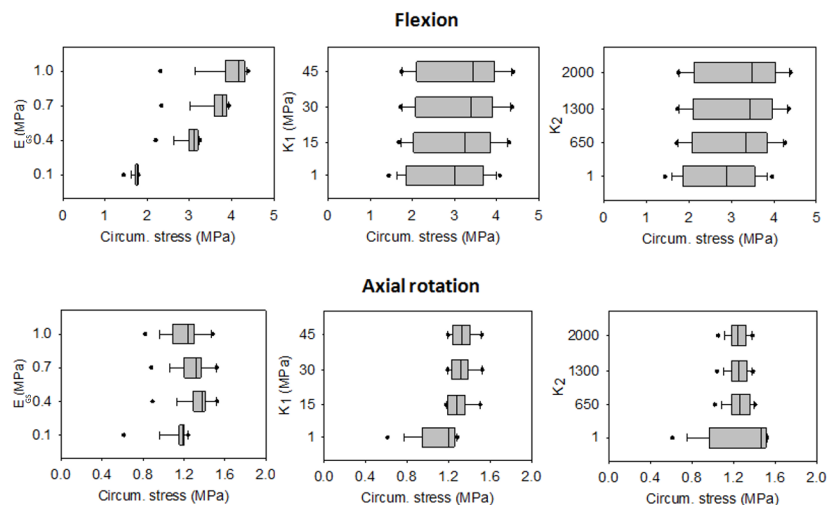 Flexion
E_GS (MPa)
1.0
0.7
0.4
0.1
0 1 2 3 4 5
Circum. stress (MPa)
K1 (MPa)
45
30
15
1
0 1 2 3 4 5
Circum. stress (MPa)
K2
2000
1300
650
1
0 1 2 3 4 5
Circum. stress (MPa)
Axial rotation
E_GS (MPa)
1.0
0.7
0.4
0.1
0.0 0.4 0.8 1.2 1.6 2.0
Circum. stress (MPa)
K1 (MPa)
45
30
15
1
0.0 0.4 0.8 1.2 1.6 2.0
Circum. stress (MPa)
K2
2000
1300
650
1
0.0 0.4 0.8 1.2 1.6 2.0
Circum. stress (MPa)